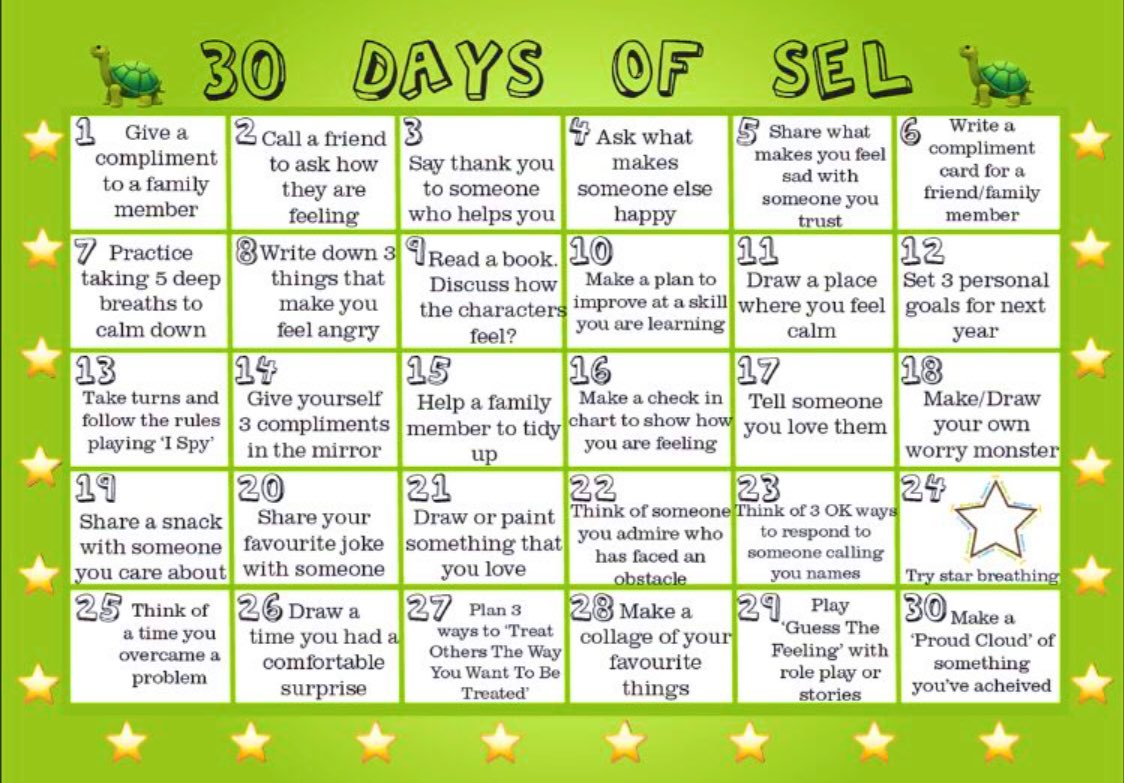 30 DAYS OF SEL
1 Give a
compliment
to a family
member
2 Call a friend
to ask how
they are
feeling
3
Say thank you
to someone
who helps you
4 Ask what
makes
someone else
happy
5 Share what
makes you feel
sad with
someone you
trust
6 Write a
compliment
card for a
friend/family
member
7 Practice
taking 5 deep
breaths to
calm down
8 Write down 3
things that
make you
feel angry
9 Read a book.
Discuss how
the characters
feel?
10
Make a plan to
improve at a skill
you are learning
11
Draw a place
where you feel
calm
12
Set 3 personal
goals for next
year
13
Take turns and
follow the rules
playing ‘I Spy’
14
Give yourself
3 compliments
in the mirror
15
Help a family
member to tidy
up
16
Make a check in
chart to show how
you are feeling
17
Tell someone
you love them
18
Make/Draw
your own
worry monster
19
Share a snack
with someone
you care about
20
Share your
favourite joke
with someone
21
Draw or paint
something that
you love
22
Think of someone
you admire who
has faced an
obstacle
23
Think of 3 OK ways
to respond to
someone calling
you names
24
Try star breathing
25 Think of
a time you
overcame a
problem
26 Draw a
time you had a
comfortable
surprise
27 Plan 3
ways to ‘Treat
Others The Way
You Want To Be
Treated’
28 Make a
collage of your
favourite
things
29 Play
‘Guess The
Feeling’ with
role play or
stories
30 Make a
‘Proud Cloud’ of
something
you’ve acheived